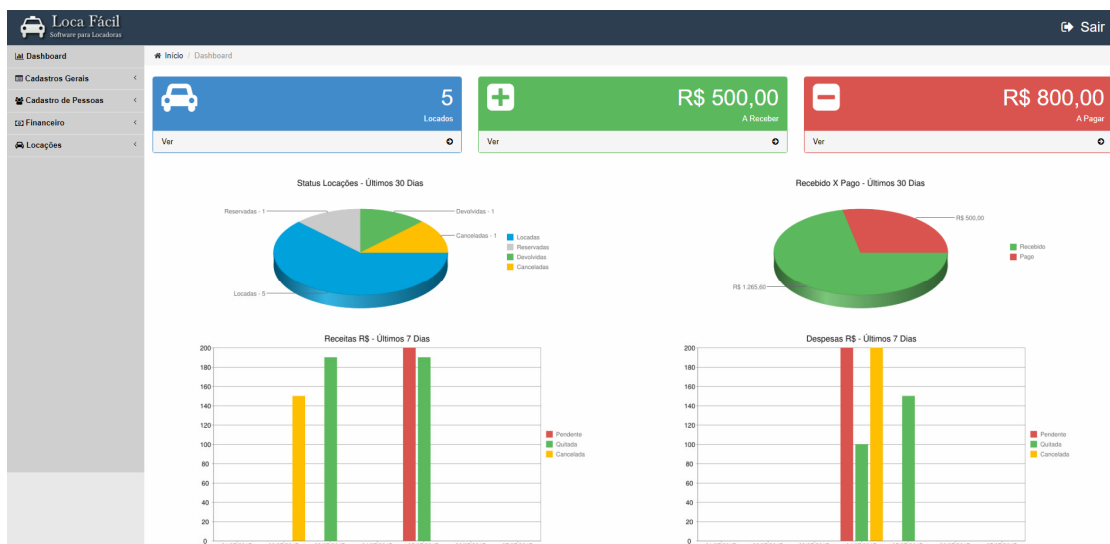 Loca Fácil
Software para Locadoras
Sair
Dashboard
Cadastros Gerais
Cadastro de Pessoas
Financeiro
Locações
Início / Dashboard
5
Locados
Ver
R$ 500,00
A Receber
Ver
R$ 800,00
A Pagar
Ver
Status Locações - Últimos 30 Dias
Reservadas - 1
Devolvidas - 1
Canceladas - 1
Locadas - 5
Locadas
Reservadas
Devolvidas
Canceladas
Recebido X Pago - Últimos 30 Dias
R$ 500,00
R$ 1.265,60
Recebido
Pago
Receitas R$ - Últimos 7 Dias
200
180
160
140
120
100
80
60
40
20
0
Pendente
Quitada
Cancelada
Despesas R$ - Últimos 7 Dias
200
180
160
140
120
100
80
60
40
20
0
Pendente
Quitada
Cancelada